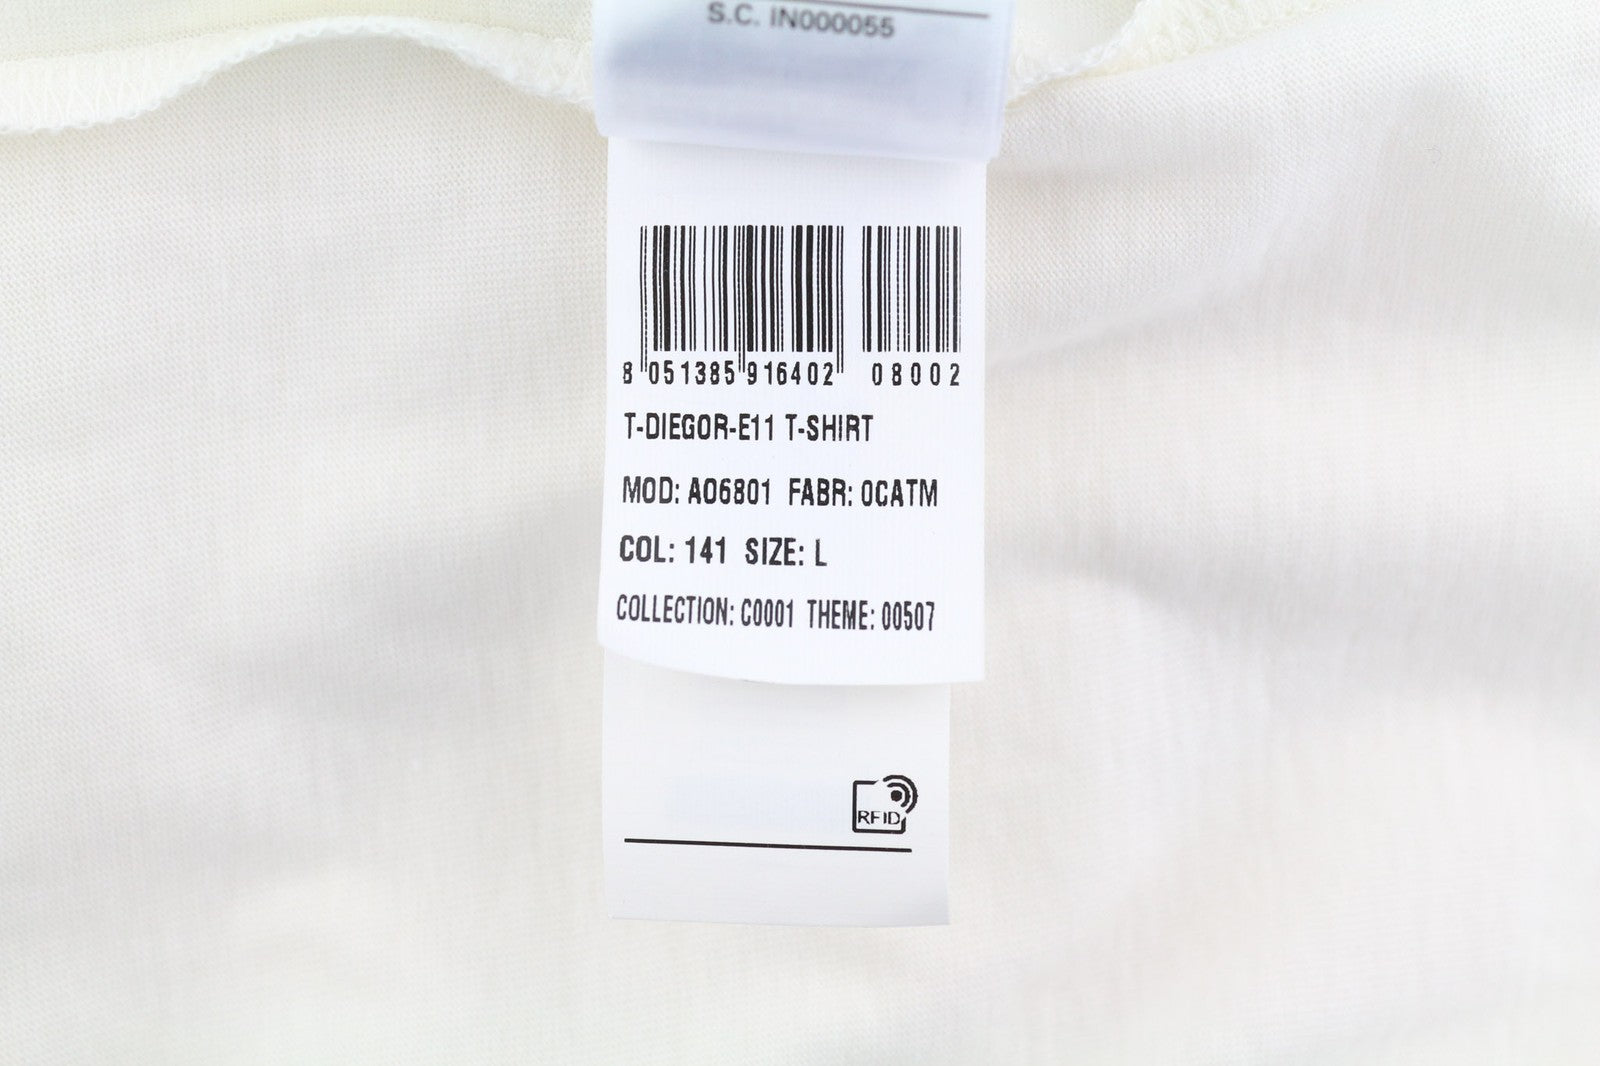 S.C. IN000055
8 051385 916402 08002
T-DIEGOR-E11 T-SHIRT
MOD: A06801 FABR: 0CATM
COL: 141 SIZE: L
COLLECTION: C0001 THEME: 00507
RFID